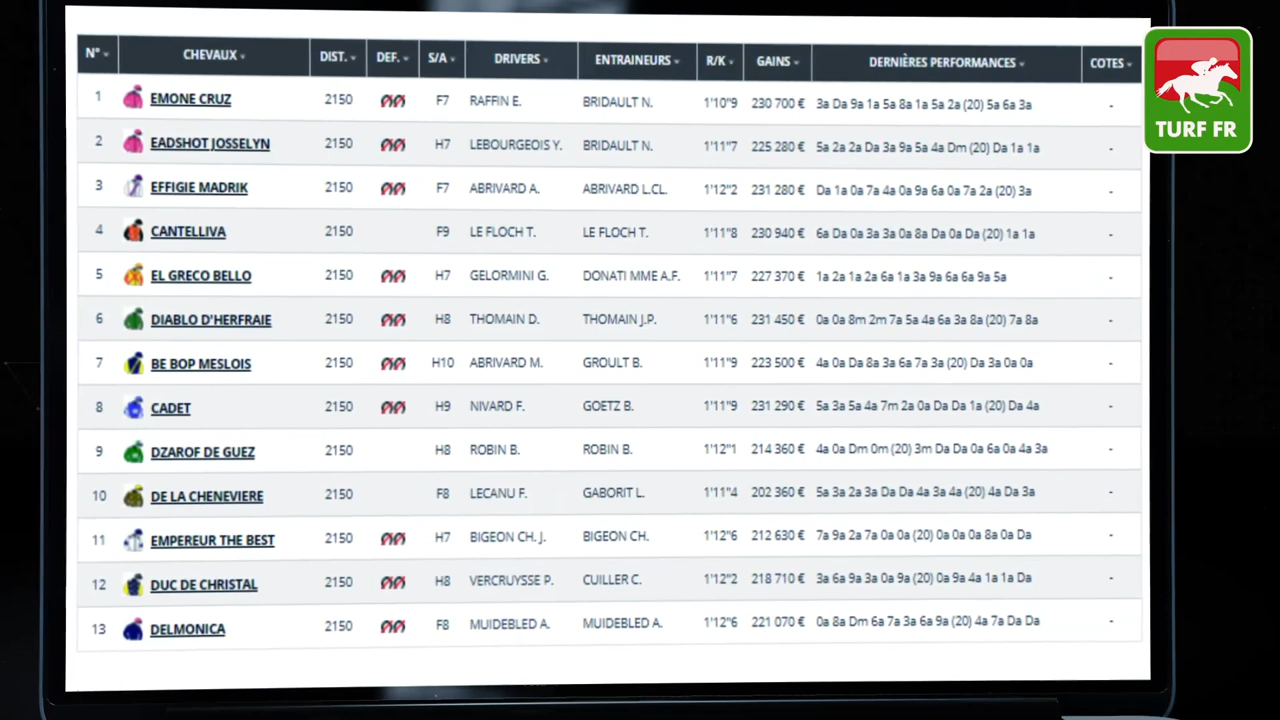 N° CHEVAUX DIST. DEF. S/A DRIVERS ENTRAINEURS R/K GAINS DERNIÈRES PERFORMANCES COTES
1 EMONE CRUZ 2150 F7 RAFFIN E. BRIDAULT N. 1'10"9 230 700 € 3a Da 9a 1a 5a 8a 1a 5a 2a (20) 5a 6a 3a -
2 EADSHOT JOSSELYN 2150 H7 LEBOURGEOIS Y. BRIDAULT N. 1'11"7 225 280 € 5a 2a 2a Da 3a 9a 5a 4a Dm (20) Da 1a 1a -
3 EFFIGIE MADRIK 2150 F7 ABRIVARD A. ABRIVARD L.CL. 1'12"2 231 280 € Da 1a 0a 7a 4a 0a 9a 6a 0a 7a 2a (20) 3a -
4 CANTELLIVA 2150 F9 LE FLOCH T. LE FLOCH T. 1'11"8 230 940 € 6a Da 0a 3a 3a 0a 8a Da 0a Da (20) 1a 1a -
5 EL GRECO BELLO 2150 H7 GELORMINI G. DONATI MME A.F. 1'11"7 227 370 € 1a 2a 1a 2a 6a 1a 3a 9a 6a 6a 9a 5a -
6 DIABLO D'HERFRAIE 2150 H8 THOMAIN D. THOMAIN J.P. 1'11"6 231 450 € 0a 0a 8m 2m 7a 5a 4a 6a 3a 8a (20) 7a 8a -
7 BE BOP MESLOIS 2150 H10 ABRIVARD M. GROULT B. 1'11"9 223 500 € 4a 0a Da 8a 3a 6a 7a 3a (20) Da 3a 0a 0a -
8 CADET 2150 H9 NIVARD F. GOETZ B. 1'11"9 231 290 € 5a 3a 5a 4a 7m 2a 0a Da Da 1a (20) Da 4a -
9 DZAROF DE GUEZ 2150 H8 ROBIN B. ROBIN B. 1'12"1 214 360 € 4a 0a Dm 0m (20) 3m Da Da 0a 6a 0a 4a 3a -
10 DE LA CHENEVIERE 2150 F8 LECANU F. GABORIT L. 1'11"4 202 360 € 5a 3a 2a 3a Da Da 4a 3a 4a (20) 4a Da 3a -
11 EMPEREUR THE BEST 2150 H7 BIGEON CH. J. BIGEON CH. 1'12"6 212 630 € 7a 9a 2a 7a 0a 0a (20) 0a 0a 0a 8a 0a Da -
12 DUC DE CHRISTAL 2150 H8 VERCRUYSSE P. CUILLER C. 1'12"2 218 710 € 3a 6a 9a 3a 0a 9a (20) 0a 9a 4a 1a 1a Da -
13 DELMONICA 2150 F8 MUIDEBLED A. MUIDEBLED A. 1'12"6 221 070 € 0a 8a Dm 6a 7a 3a 6a 9a (20) 4a 7a Da Da -
TURF FR